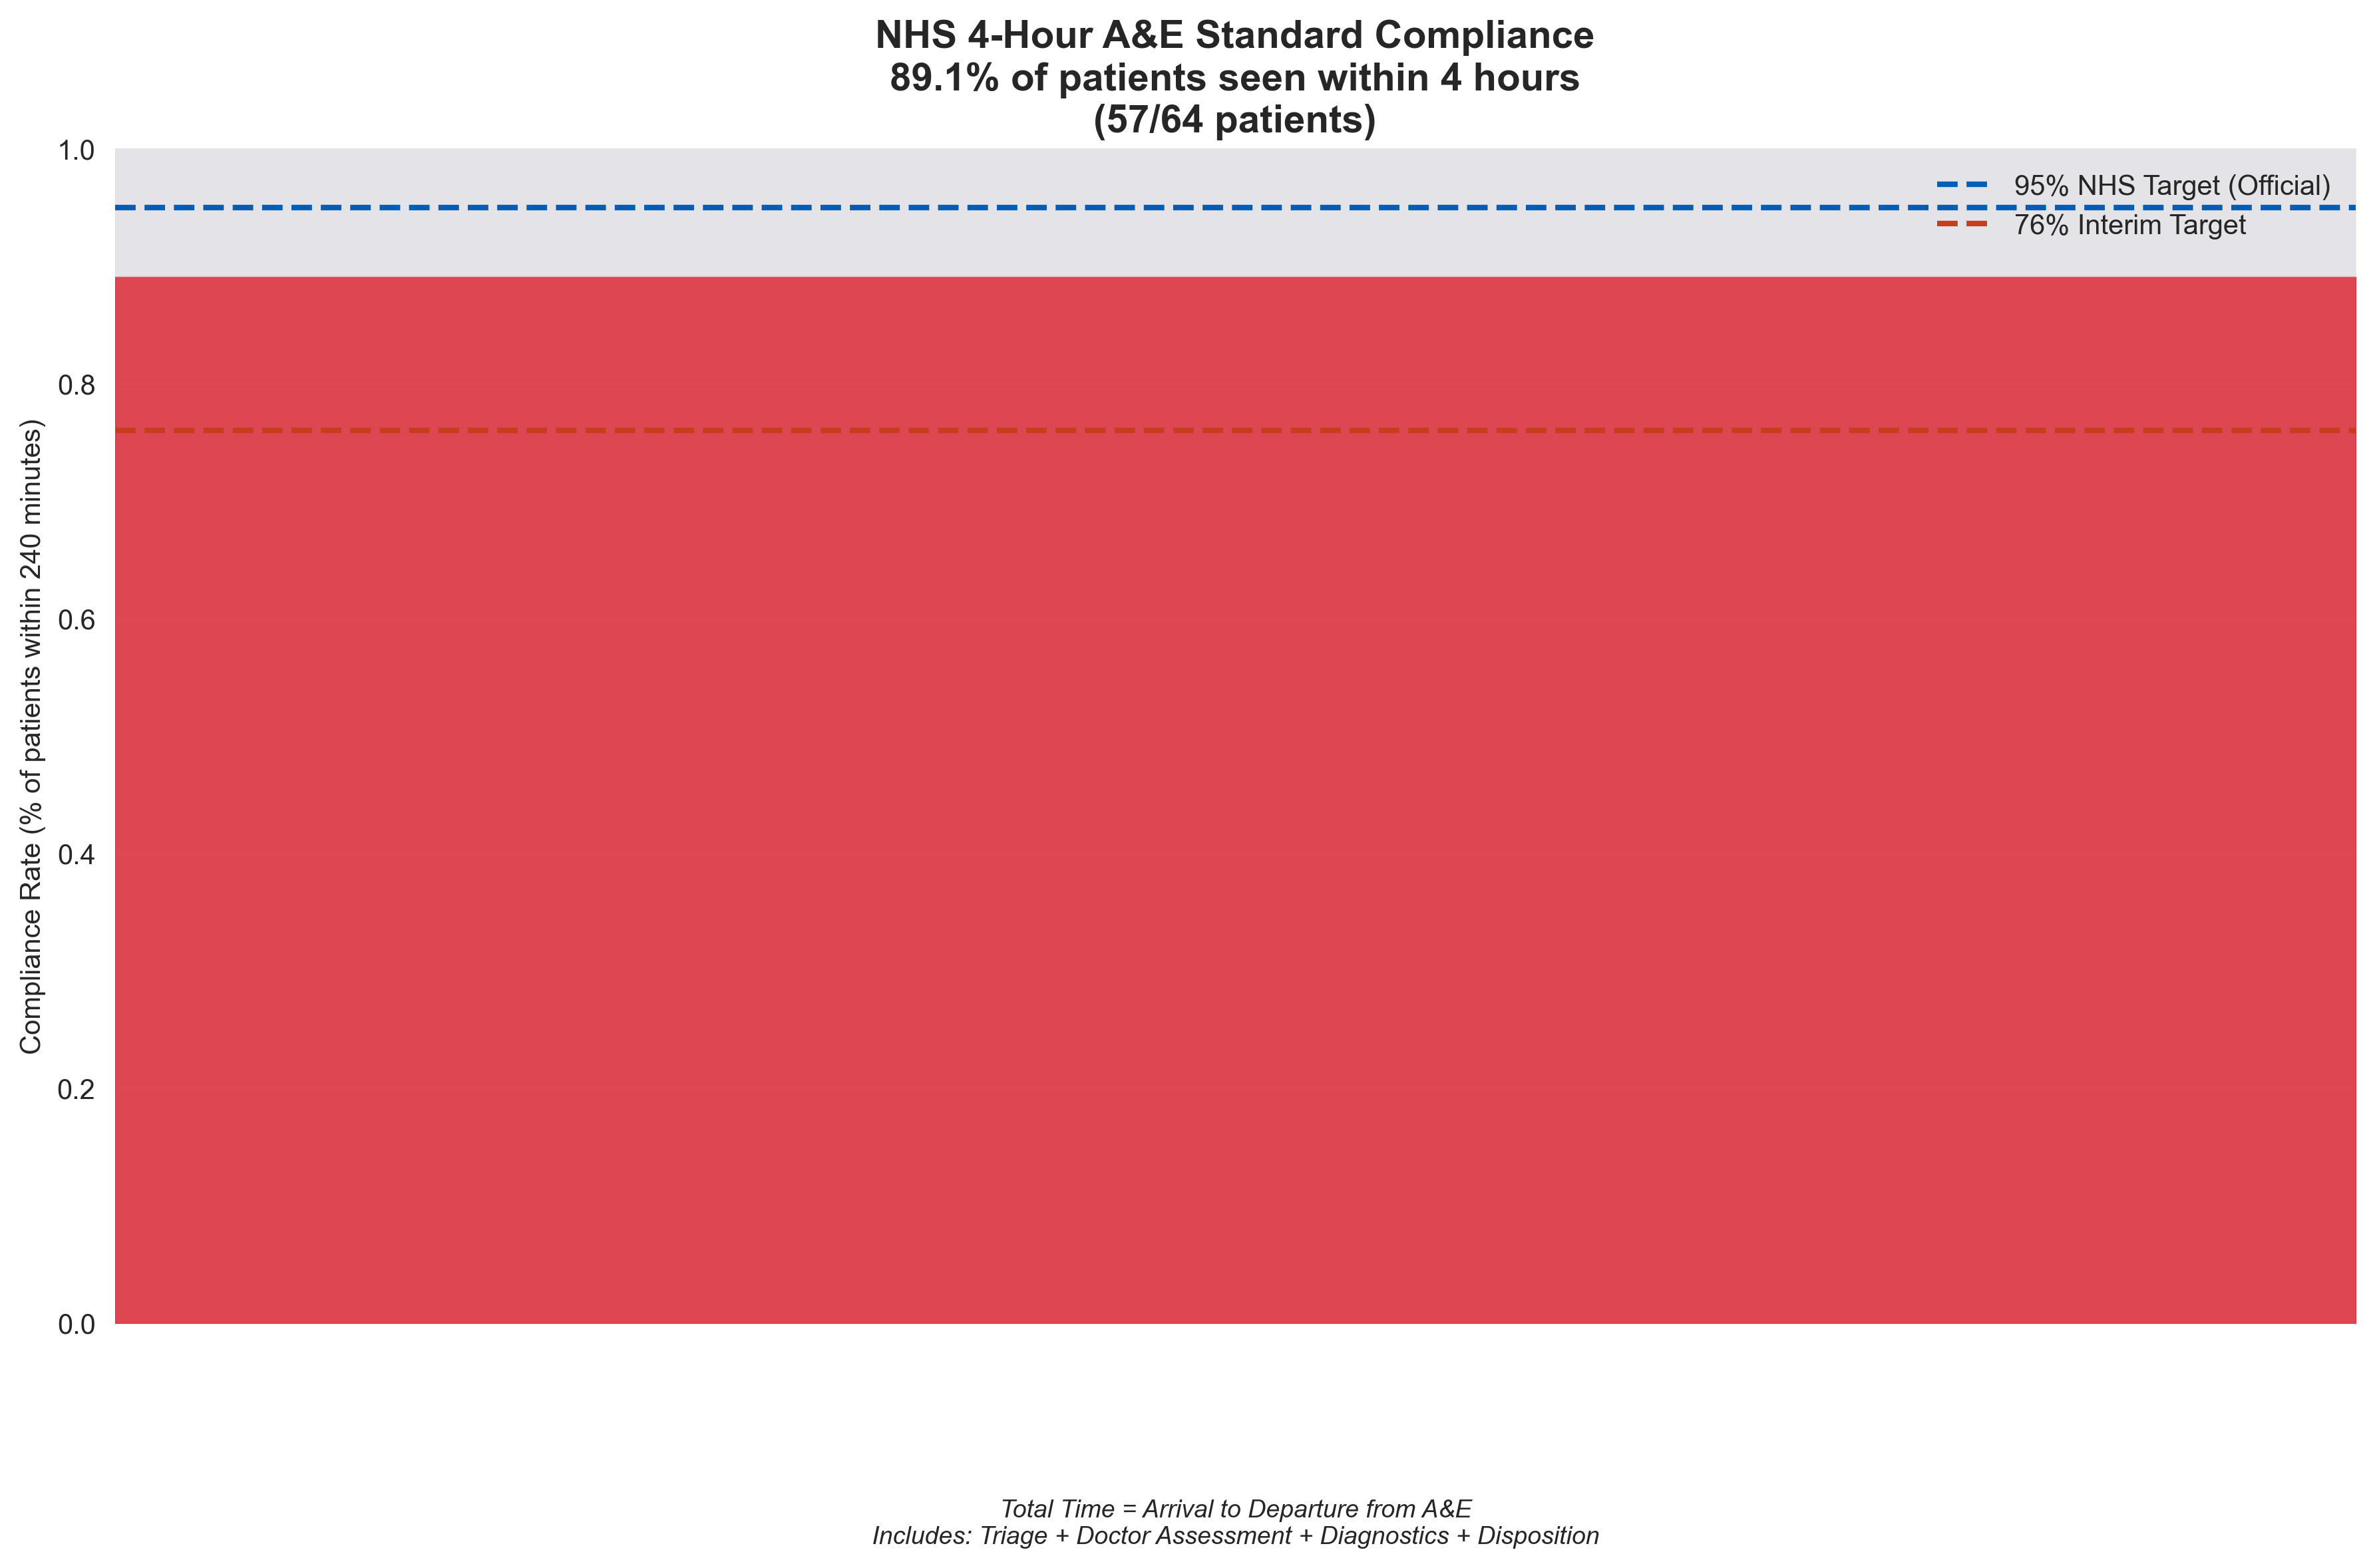 NHS 4-Hour A&E Standard Compliance
89.1% of patients seen within 4 hours
(57/64 patients)
95% NHS Target (Official)
76% Interim Target
Compliance Rate (% of patients within 240 minutes)
1.0
0.8
0.6
0.4
0.2
0.0
Total Time = Arrival to Departure from A&E
Includes: Triage + Doctor Assessment + Diagnostics + Disposition